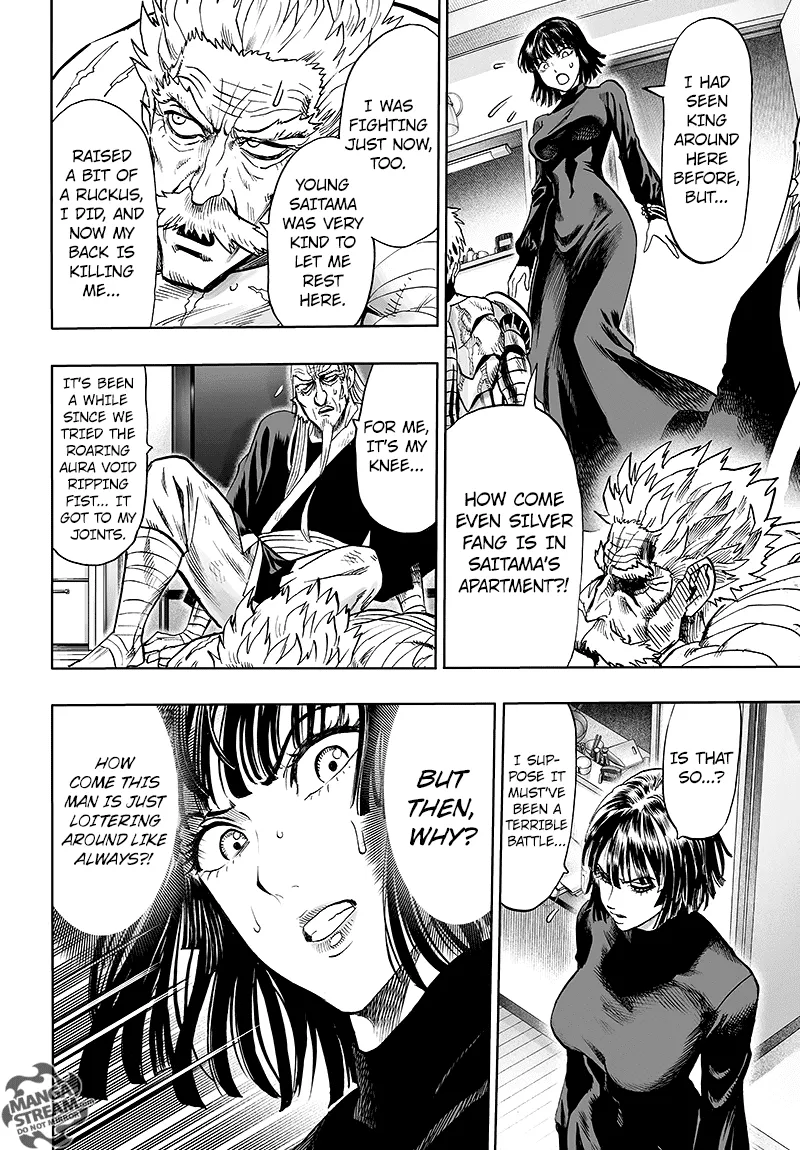 I HAD
SEEN
KING
AROUND
HERE
BEFORE,
BUT...
HOW COME
EVEN SILVER
FANG IS IN
SAITAMA'S
APARTMENT?!
I WAS
FIGHTING
JUST NOW,
TOO.
YOUNG
SAITAMA
WAS VERY
KIND TO
LET ME
REST
HERE.
RAISED
A BIT OF
A RUCKUS,
I DID, AND
NOW MY
BACK IS
KILLING
ME...
FOR ME,
IT'S MY
KNEE...
IT'S BEEN
A WHILE
SINCE WE
TRIED THE
ROARING
AURA VOID
RIPPING
FIST... IT
GOT TO MY
JOINTS.
IS THAT
SO...?
I SUP-
POSE IT
MUST'VE
BEEN A
TERRIBLE
BATTLE...
BUT
THEN,
WHY?
HOW
COME THIS
MAN IS JUST
LOITERING
AROUND LIKE
ALWAYS?!
MANGA
STREAM.COM
DO NOT MIRROR